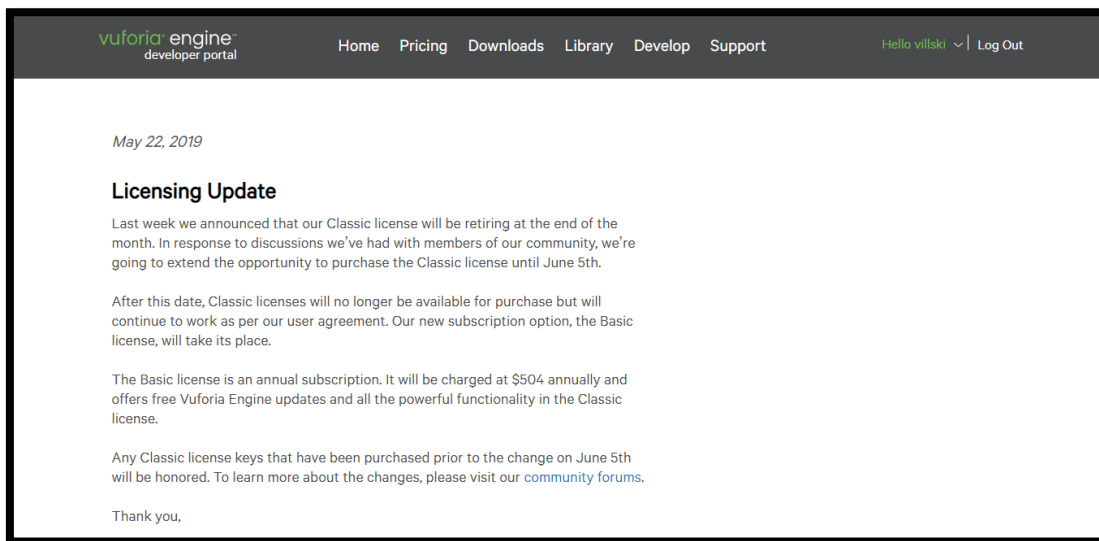 vuforia® engine™
developer portal
Home Pricing Downloads Library Develop Support
Hello villski | Log Out
May 22, 2019
Licensing Update
Last week we announced that our Classic license will be retiring at the end of the
month. In response to discussions we've had with members of our community, we're
going to extend the opportunity to purchase the Classic license until June 5th.
After this date, Classic licenses will no longer be available for purchase but will
continue to work as per our user agreement. Our new subscription option, the Basic
license, will take its place.
The Basic license is an annual subscription. It will be charged at $504 annually and
offers free Vuforia Engine updates and all the powerful functionality in the Classic
license.
Any Classic license keys that have been purchased prior to the change on June 5th
will be honored. To learn more about the changes, please visit our community forums.
Thank you,